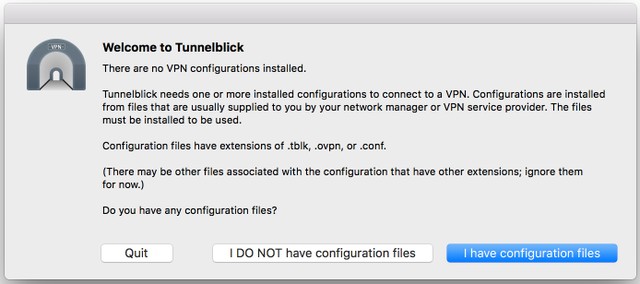 VPN
Welcome to Tunnelblick
There are no VPN configurations installed.
Tunnelblick needs one or more installed configurations to connect to a VPN. Configurations are installed
from files that are usually supplied to you by your network manager or VPN service provider. The files
must be installed to be used.
Configuration files have extensions of .tblk, .ovpn, or .conf.
(There may be other files associated with the configuration that have other extensions; ignore them
for now.)
Do you have any configuration files?
Quit
I DO NOT have configuration files
I have configuration files